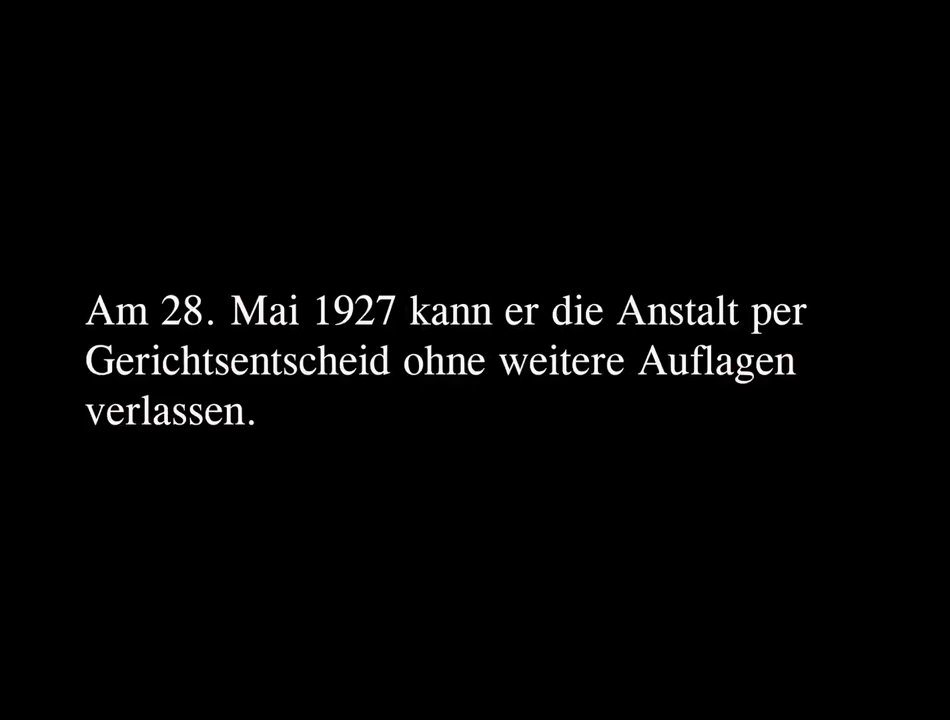 Am 28. Mai 1927 kann er die Anstalt per
Gerichtsentscheid ohne weitere Auflagen
verlassen.